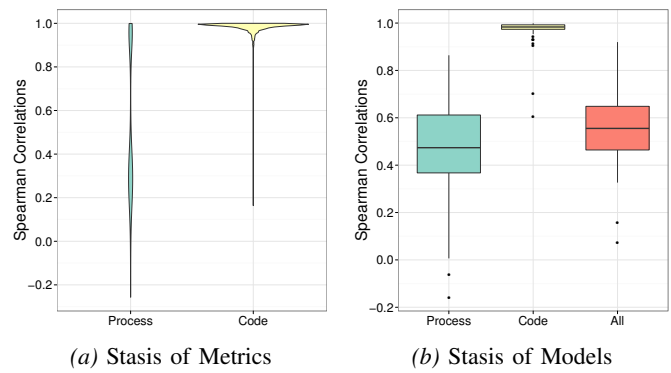 Spearman Correlations
1.0
0.8
0.6
0.4
0.2
0.0
−0.2
Process Code
(a) Stasis of Metrics
Spearman Correlations
1.0
0.8
0.6
0.4
0.2
0.0
−0.2
Process Code All
(b) Stasis of Models